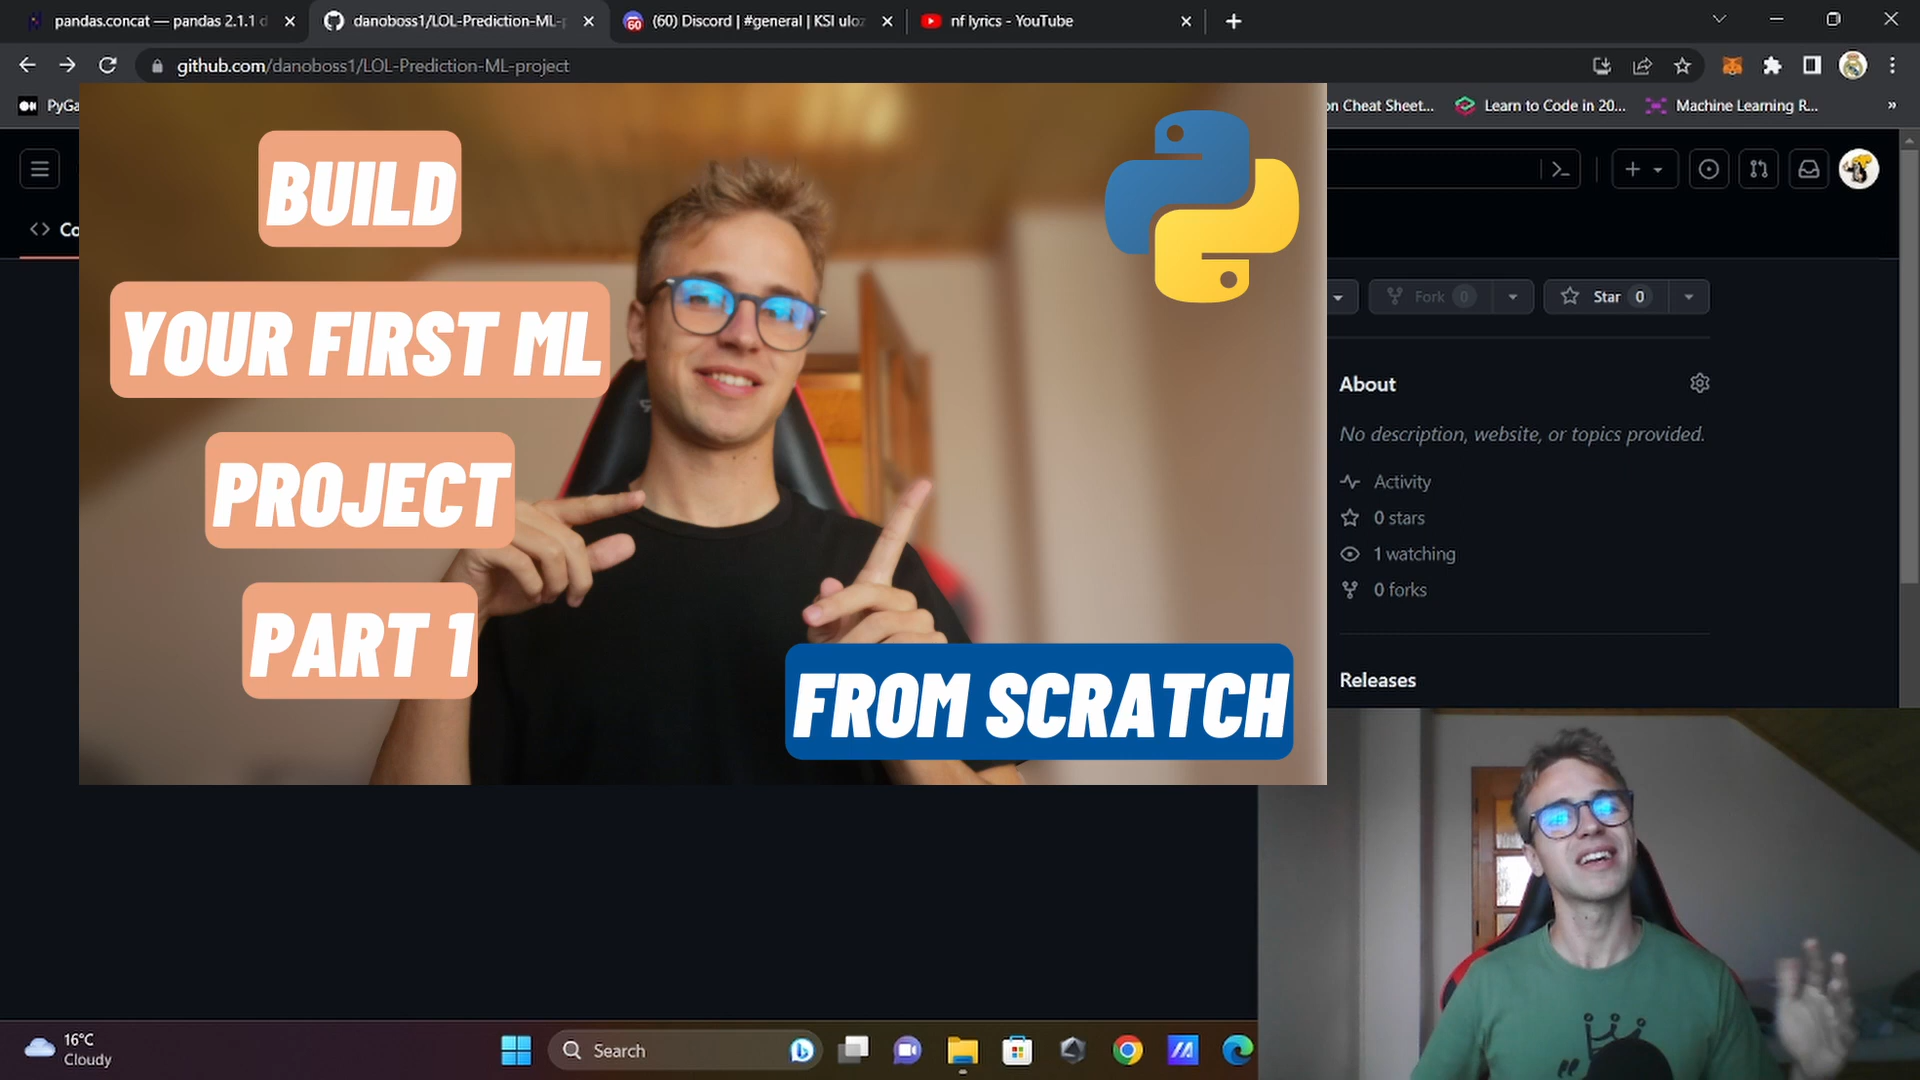 pandas.concat — pandas 2.1.1 d
danoboss1/LOL-Prediction-ML-p
(60) Discord | #general | KSI uloz
nf lyrics - YouTube
github.com/danoboss1/LOL-Prediction-ML-project
PyGa
on Cheat Sheet...
Learn to Code in 20...
Machine Learning R...
»
Co
BUILD
YOUR FIRST ML
PROJECT
PART 1
FROM SCRATCH
Fork 0
Star 0
About
No description, website, or topics provided.
Activity
0 stars
1 watching
0 forks
Releases
16°C
Cloudy
Search